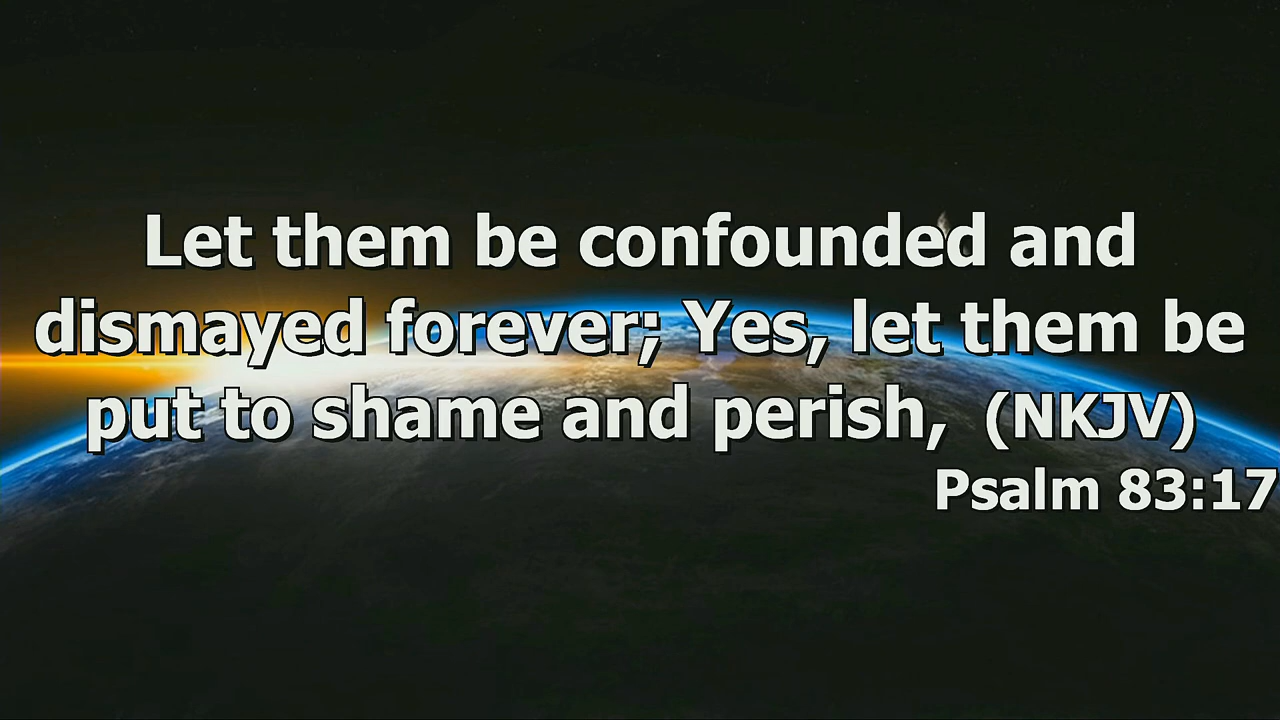 Let them be confounded and
dismayed forever; Yes, let them be
put to shame and perish, (NKJV)
Psalm 83:17